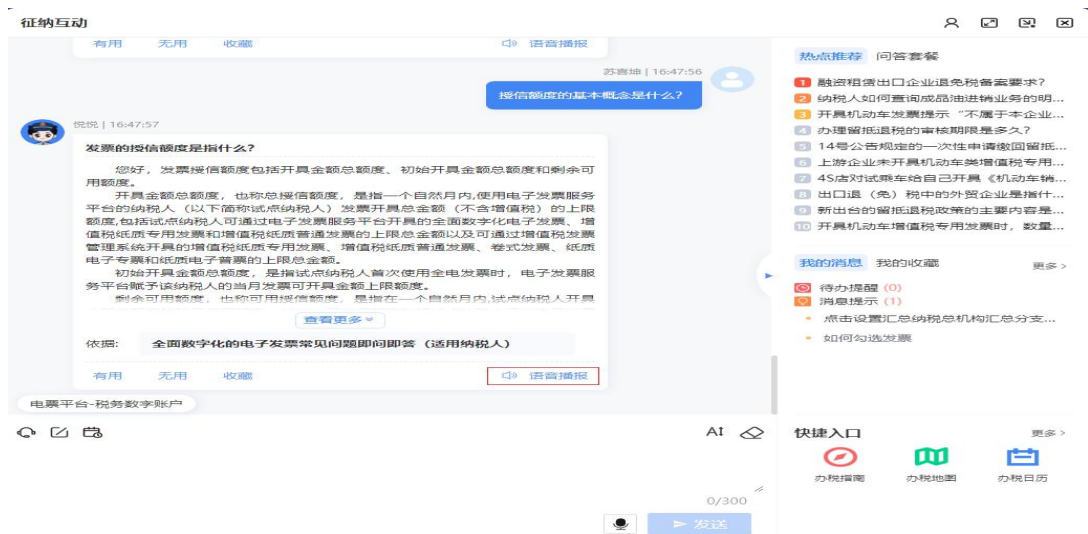 征纳互动
有用 无用 收藏 语音播报
苏喜坤 | 16:47:56
授信额度的基本概念是什么？
悦悦 | 16:47:57
发票的授信额度是指什么？
您好，发票授信额度包括开具金额总额度、初始开具金额总额度和剩余可
用额度。
开具金额总额度，也称总授信额度，是指一个自然月内,使用电子发票服务
平台的纳税人（以下简称试点纳税人）发票开具总金额（不含增值税）的上限
额度,包括试点纳税人可通过电子发票服务平台开具的全面数字化电子发票、增
值税纸质专用发票和增值税纸质普通发票的上限总金额以及可通过增值税发票
管理系统开具的增值税纸质专用发票、增值税纸质普通发票、卷式发票、纸质
电子专票和纸质电子普票的上限总金额。
初始开具金额总额度，是指试点纳税人首次使用全电发票时，电子发票服
务平台赋予该纳税人的当月发票可开具金额上限额度。
剩余可用额度，也称可用授信额度，是指在一个自然月内,试点纳税人开具
查看更多
依据: 全面数字化的电子发票常见问题即问即答（适用纳税人）
有用 无用 收藏 语音播报
电票平台-税务数字账户
AI
0/300
发送
热点推荐 问答套餐
1 融资租赁出口企业退免税备案要求?
2 纳税人如何查询成品油进销业务的明...
3 开具机动车发票提示“不属于本企业...
4 办理留抵退税的审核期限是多久?
5 14号公告规定的一次性申请缴回留抵...
6 上游企业未开具机动车类增值税专用...
7 4S店对试乘车给自己开具《机动车销...
8 出口退（免）税中的外贸企业是指什...
9 新出台的留抵退税政策的主要内容是...
10 开具机动车增值税专用发票时，数量...
我的消息 我的收藏 更多 >
待办提醒 (0)
消息提示 (1)
点击设置汇总纳税总机构汇总分支...
如何勾选发票
快捷入口 更多 >
办税指南 办税地图 办税日历